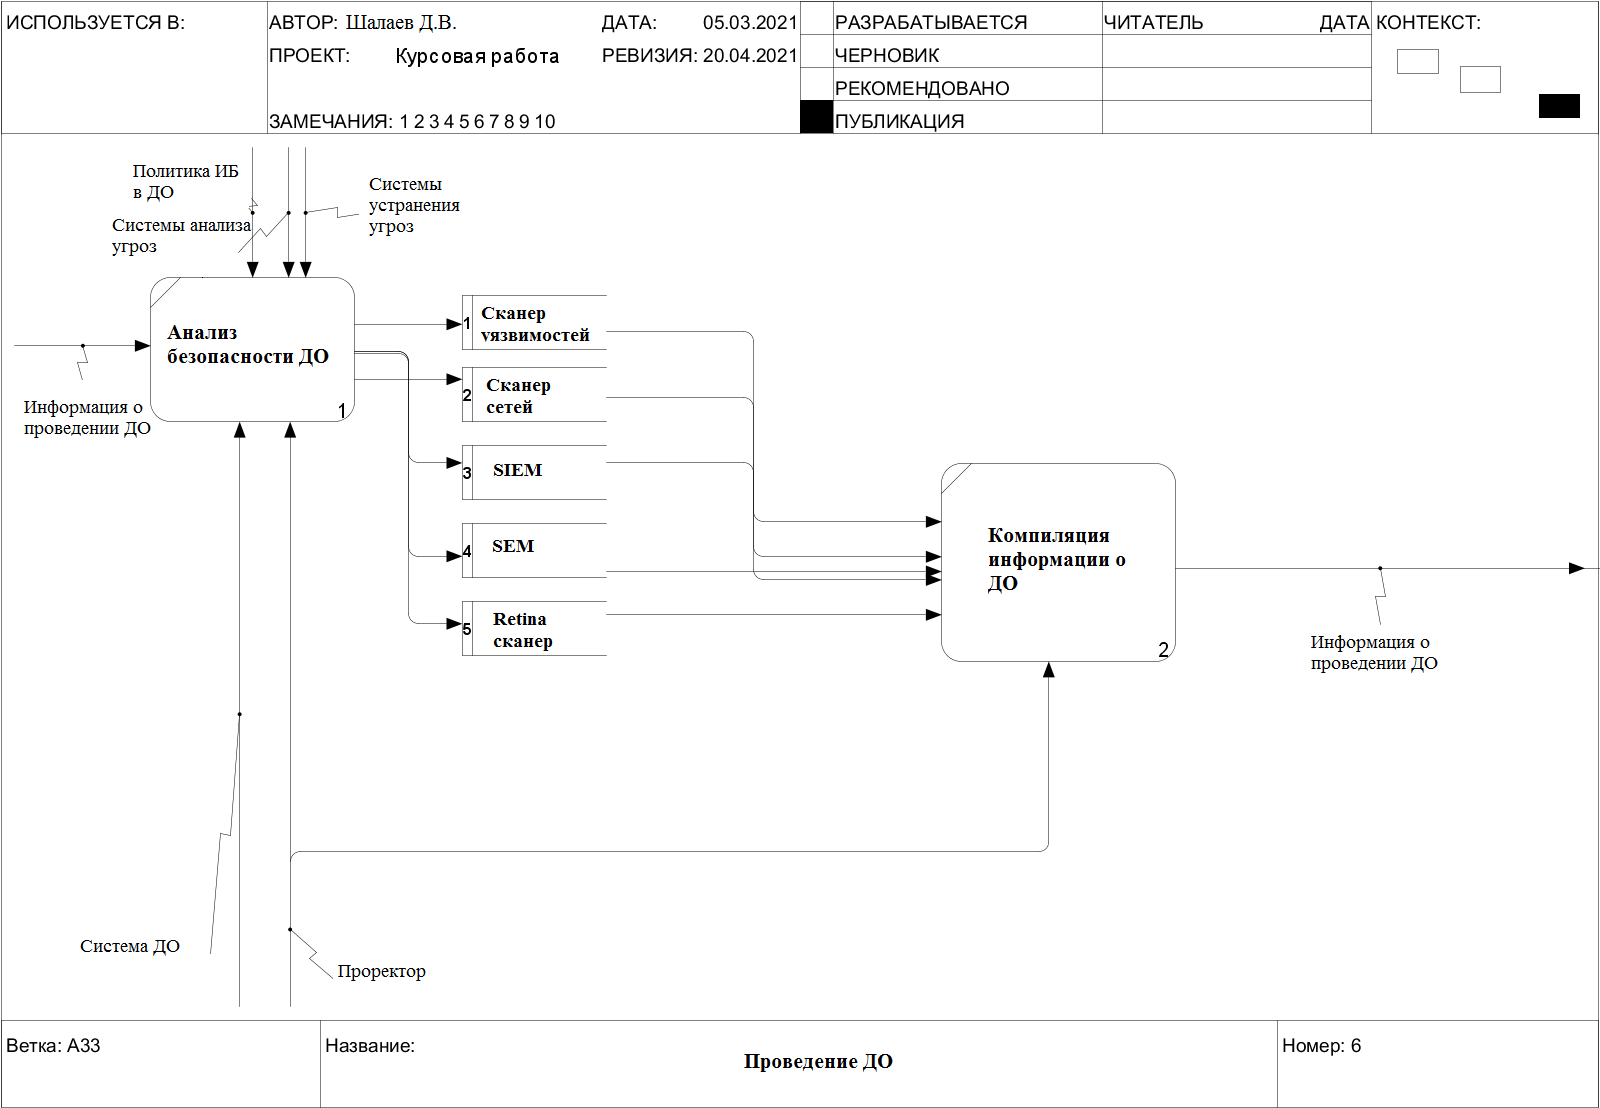 ИСПОЛЬЗУЕТСЯ В:
АВТОР: Шалаев Д.В.
ДАТА: 05.03.2021
ПРОЕКТ: Курсовая работа
РЕВИЗИЯ: 20.04.2021
ЗАМЕЧАНИЯ: 1 2 3 4 5 6 7 8 9 10
РАЗРАБАТЫВАЕТСЯ
ЧЕРНОВИК
РЕКОМЕНДОВАНО
ПУБЛИКАЦИЯ
ЧИТАТЕЛЬ
ДАТА
КОНТЕКСТ:
Политика ИБ
в ДО
Системы анализа
угроз
Системы
устранения
угроз
Анализ
безопасности ДО
1
Информация о
проведении ДО
1
Сканер
уязвимостей
2
Сканер
сетей
3
SIEM
4
SEM
5
Retina
сканер
Компиляция
информации о
ДО
2
Информация о
проведении ДО
Система ДО
Проректор
Ветка: A33
Название:
Проведение ДО
Номер: 6